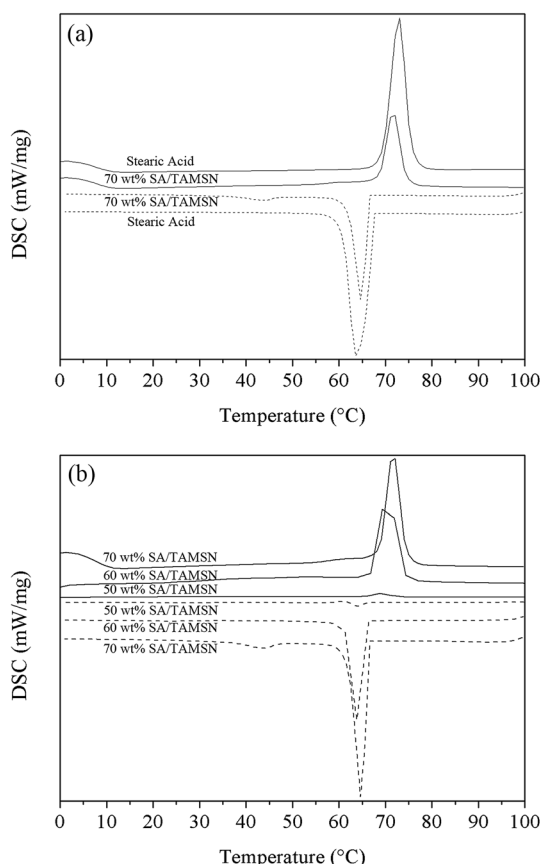 (a)
DSC (mW/mg)
Stearic Acid
70 wt% SA/TAMSN
70 wt% SA/TAMSN
Stearic Acid
0 10 20 30 40 50 60 70 80 90 100
Temperature (°C)
(b)
DSC (mW/mg)
70 wt% SA/TAMSN
60 wt% SA/TAMSN
50 wt% SA/TAMSN
50 wt% SA/TAMSN
60 wt% SA/TAMSN
70 wt% SA/TAMSN
0 10 20 30 40 50 60 70 80 90 100
Temperature (°C)